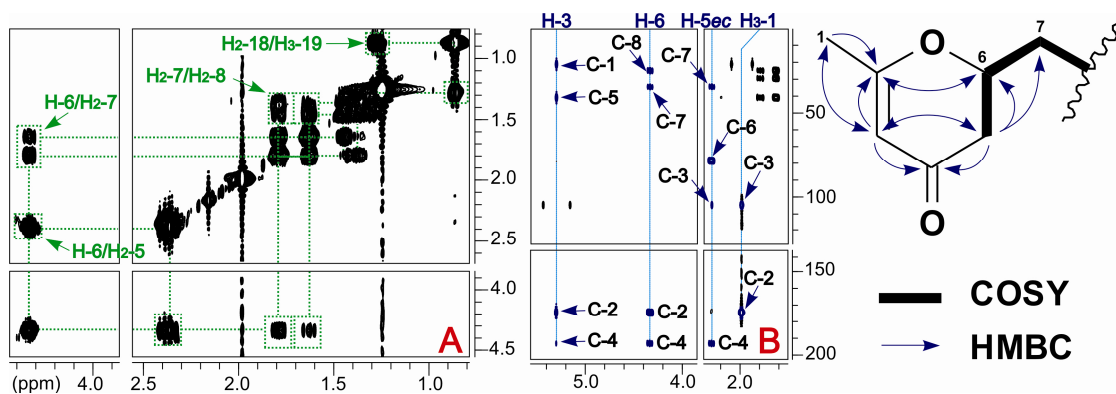 H2-18/H3-19
H2-7/H2-8
H-6/H2-7
H-6/H2-5
A
1.0
1.5
2.0
2.5
4.0
4.5
(ppm) 4.0 2.5 2.0 1.5 1.0
H-3 H-6 H-5ec H3-1
C-8
C-7
C-1
C-5
C-7
C-6
C-3
C-3
C-2
C-2
C-2
C-4
C-4
C-4
B
50
100
150
200
5.0 4.0 2.0
1
O
6
7
O
COSY
HMBC